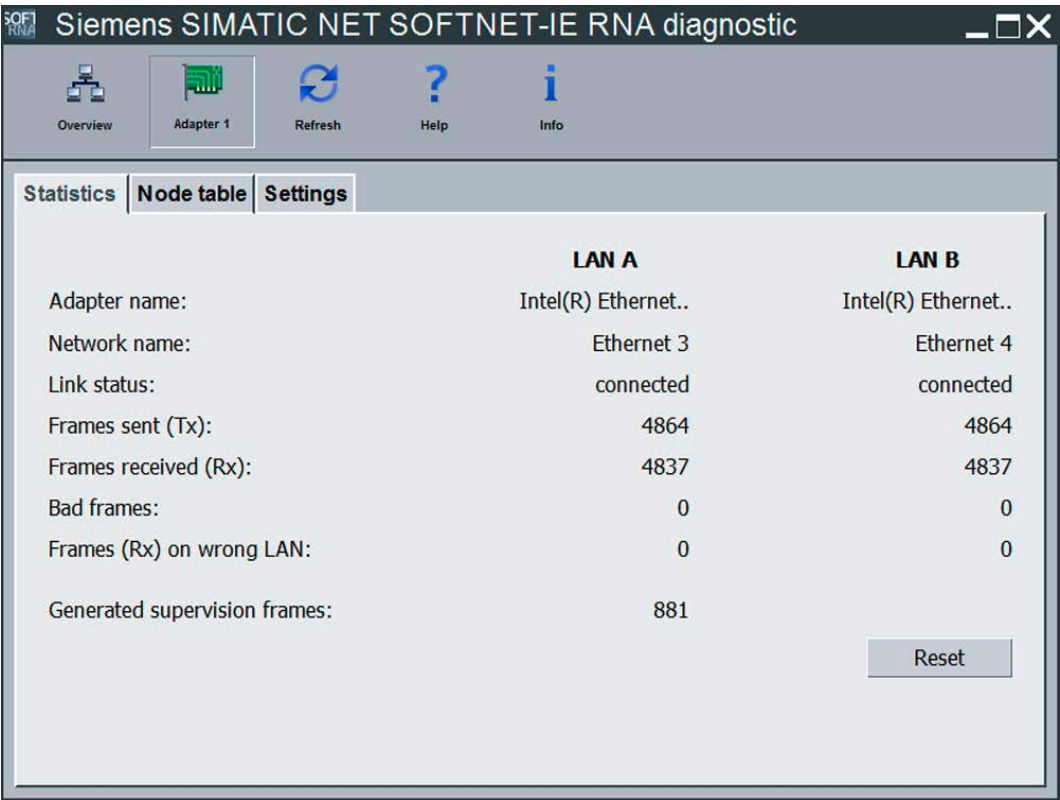 SOFT
RNA
Siemens SIMATIC NET SOFTNET-IE RNA diagnostic
Overview Adapter 1 Refresh Help Info
Statistics Node table Settings
LAN A LAN B
Adapter name: Intel(R) Ethernet.. Intel(R) Ethernet..
Network name: Ethernet 3 Ethernet 4
Link status: connected connected
Frames sent (Tx): 4864 4864
Frames received (Rx): 4837 4837
Bad frames: 0 0
Frames (Rx) on wrong LAN: 0 0
Generated supervision frames: 881
Reset